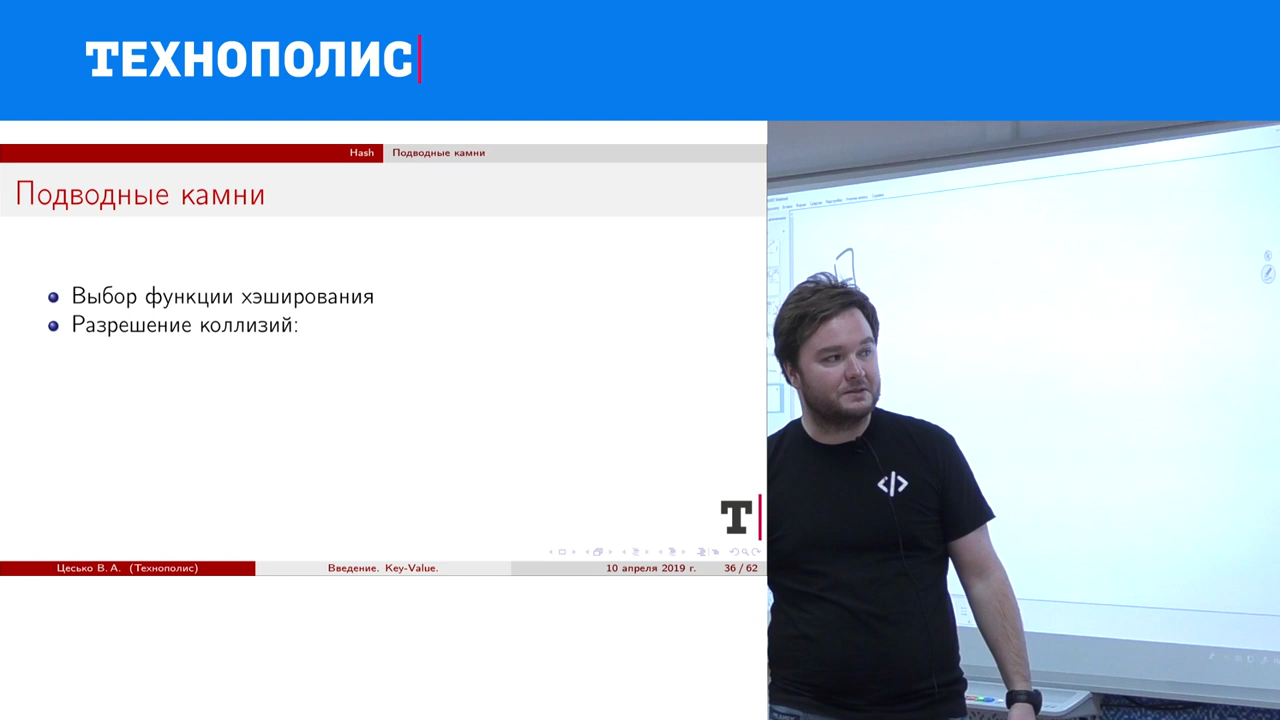 ТЕХНОПОЛИС
Hash
Подводные камни
Подводные камни
Выбор функции хэширования
Разрешение коллизий:
Т
Цесько В. А. (Технополис)
Введение. Key-Value.
10 апреля 2019 г.
36 / 62